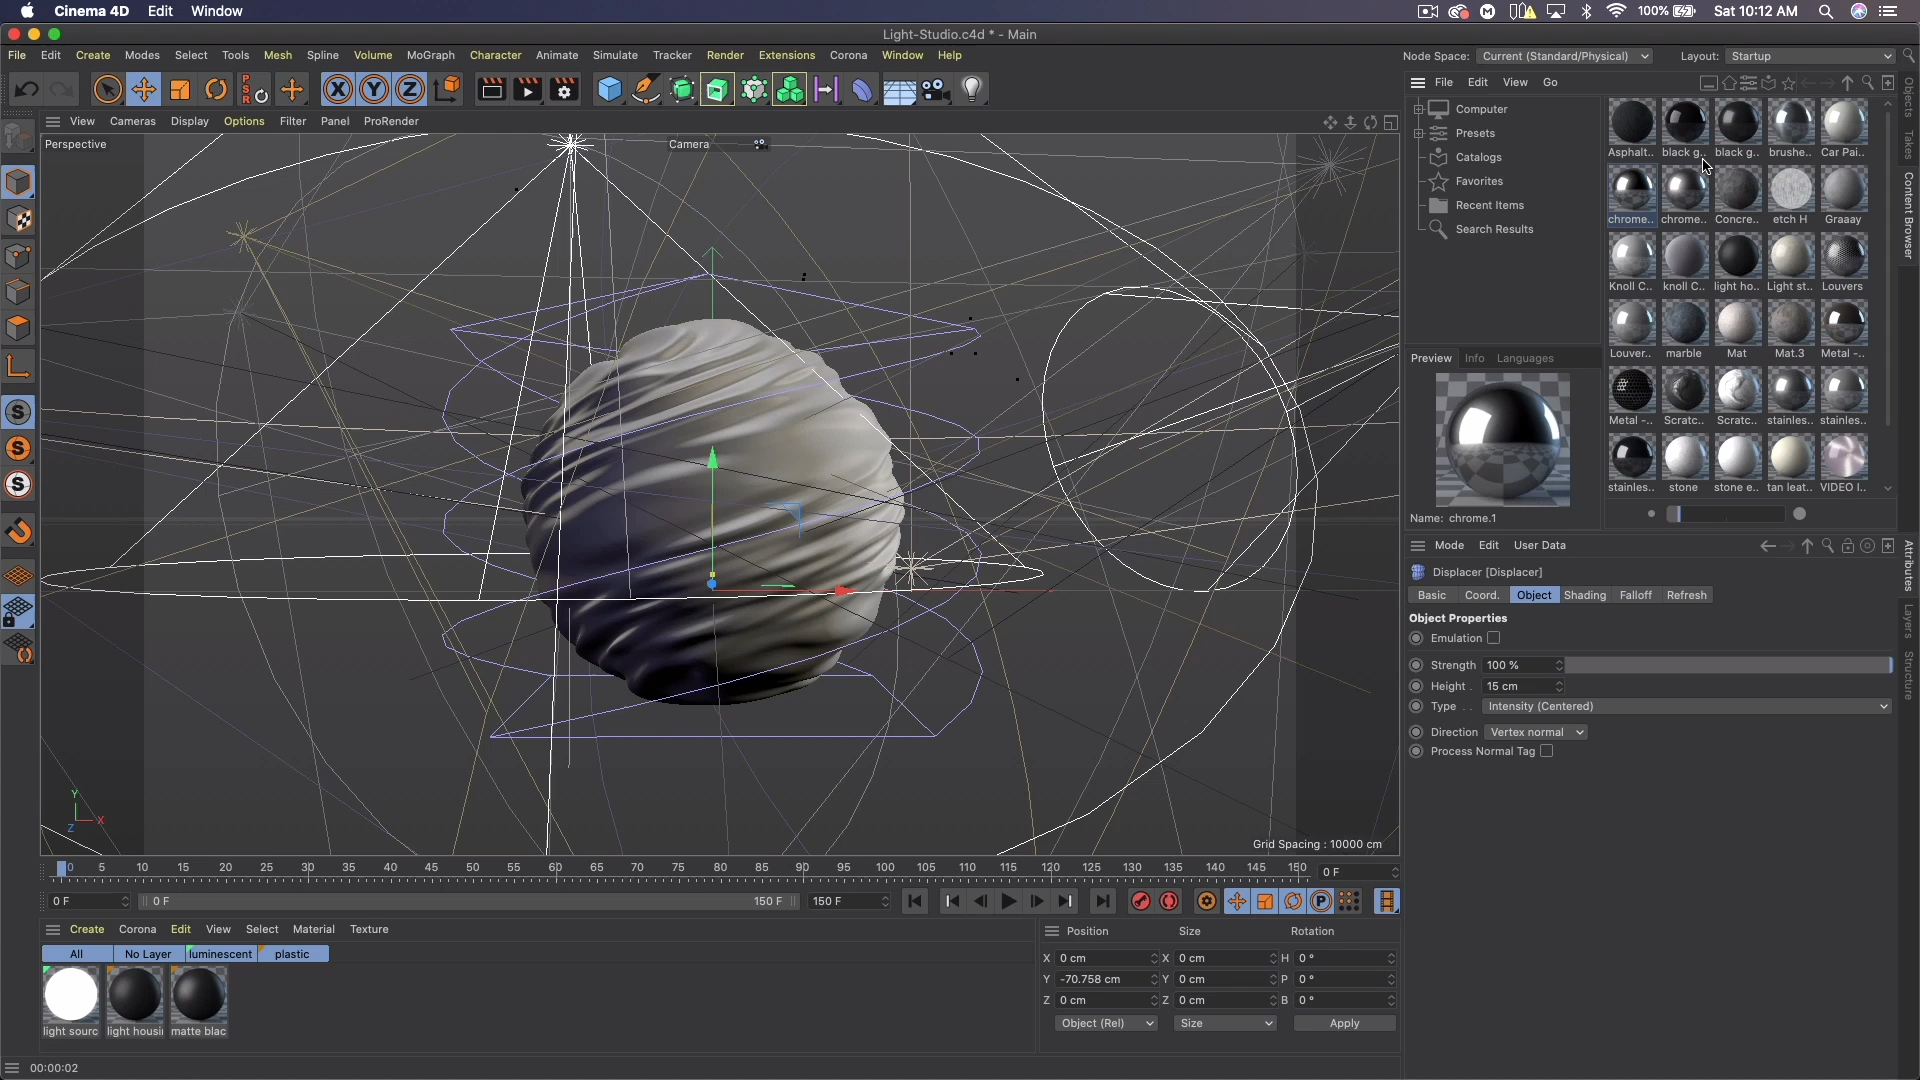 Cinema 4D Edit Window
100% Sat 10:12 AM
Light-Studio.c4d * - Main
File Edit Create Modes Select Tools Mesh Spline Volume MoGraph Character Animate Simulate Tracker Render Extensions Corona Window Help
Node Space: Current (Standard/Physical) Layout: Startup
File Edit View Go
PSR
X Y Z
View Cameras Display Options Filter Panel ProRender
Perspective
Camera
Computer
Presets
Catalogs
Favorites
Recent Items
Search Results
Asphalt.. black g.. black g.. brushe.. Car Pai..
chrome.. chrome.. Concre.. etch H Graaay
Knoll C.. knoll C.. light ho.. Light st.. Louvers
Louver.. marble Mat Mat.3 Metal -..
Metal -.. Scratc.. Scratc.. stainles.. stainles..
stainles.. stone stone e.. tan leat.. VIDEO I..
Preview Info Languages
Name: chrome.1
Objects
Takes
Content Browser
Attributes
Layers
Structure
Mode Edit User Data
Displacer [Displacer]
Basic Coord. Object Shading Falloff Refresh
Object Properties
Emulation
Strength 100 %
Height . 15 cm
Type . . Intensity (Centered)
Direction Vertex normal
Process Normal Tag
S
S
S
Y
X
Z
Grid Spacing : 10000 cm
0 5 10 15 20 25 30 35 40 45 50 55 60 65 70 75 80 85 90 95 100 105 110 115 120 125 130 135 140 145 150 0 F
0 F 0 F 150 F 150 F
P
Create Corona Edit View Select Material Texture
All No Layer luminescent plastic
light sourc light housi matte blac
Position Size Rotation
X 0 cm X 0 cm H 0 °
Y -70.758 cm Y 0 cm P 0 °
Z 0 cm Z 0 cm B 0 °
Object (Rel) Size Apply
00:00:02